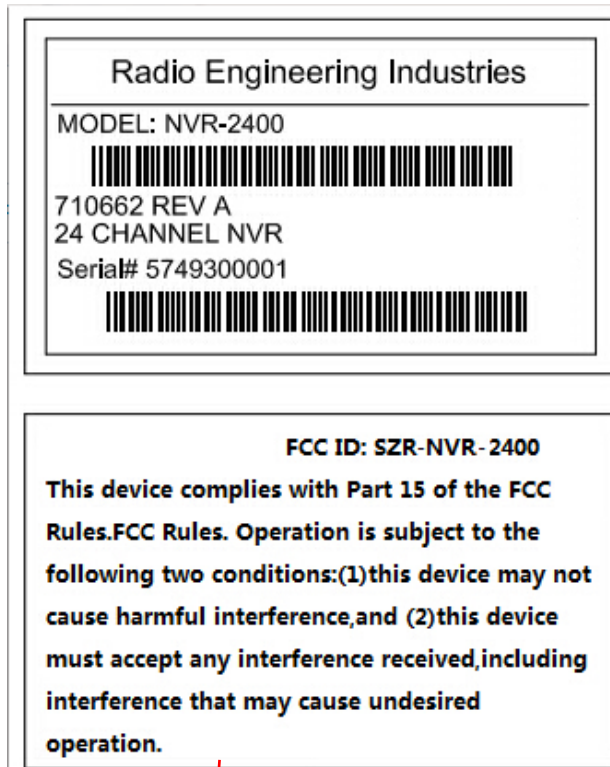 Radio Engineering Industries
MODEL: NVR-2400
710662 REV A
24 CHANNEL NVR
Serial# 5749300001
FCC ID: SZR-NVR-2400
This device complies with Part 15 of the FCC
Rules.FCC Rules. Operation is subject to the
following two conditions:(1)this device may not
cause harmful interference,and (2)this device
must accept any interference received,including
interference that may cause undesired
operation.